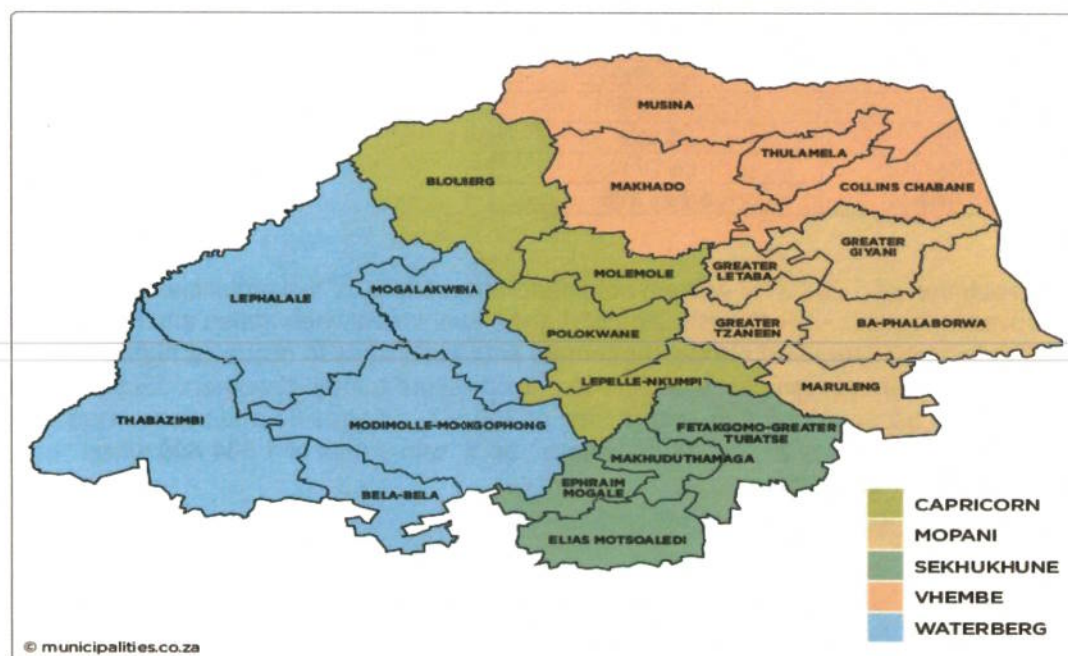 MUSINA
THULAMELA
BLOUBERG
MAKHADO
COLLINS CHABANE
GREATER
GIYANI
MOLEMOLE
GREATER
LETABA
MOGALAKWENA
LEPHALALE
POLOKWANE
GREATER
TZANEEN
BA-PHALABORWA
LEPELLE-NKUMPI
MARULENG
THABAZIMBI
MODIMOLLE-MOOKGOPHONG
FETAKGOMO-GREATER
TUBATSE
MAKHUDUTHAMAGA
EPHRAIM
MOGALE
BELA-BELA
ELIAS MOTSOALEDI
CAPRICORN
MOPANI
SEKHUKHUNE
VHEMBE
WATERBERG
© municipalities.co.za